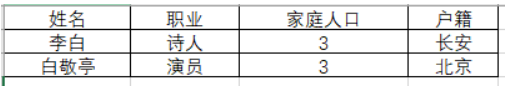 姓名 职业 家庭人口 户籍
李白 诗人 3 长安
白敬亭 演员 3 北京